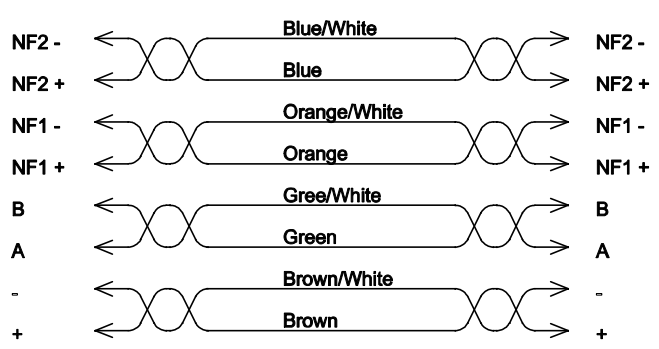 Blue/White
NF2 - NF2 -
Blue
NF2 + NF2 +
Orange/White
NF1 - NF1 -
Orange
NF1 + NF1 +
Gree/White
B B
Green
A A
Brown/White
- -
Brown
+ +